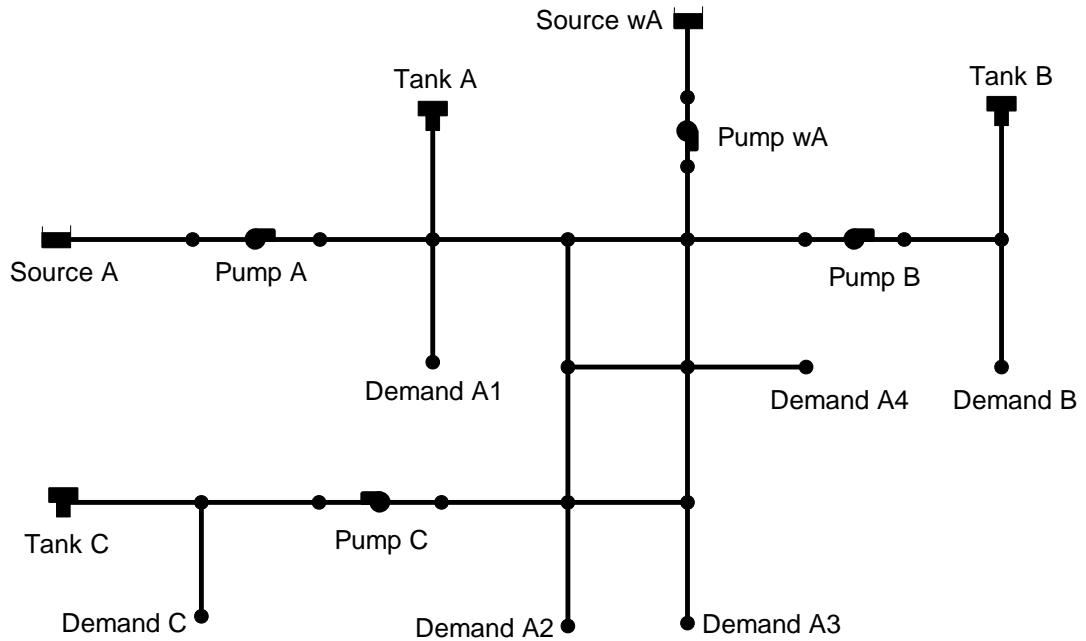 Source wA
Tank A
Tank B
Pump wA
Source A
Pump A
Pump B
Demand A1
Demand A4
Demand B
Tank C
Pump C
Demand C
Demand A2
Demand A3